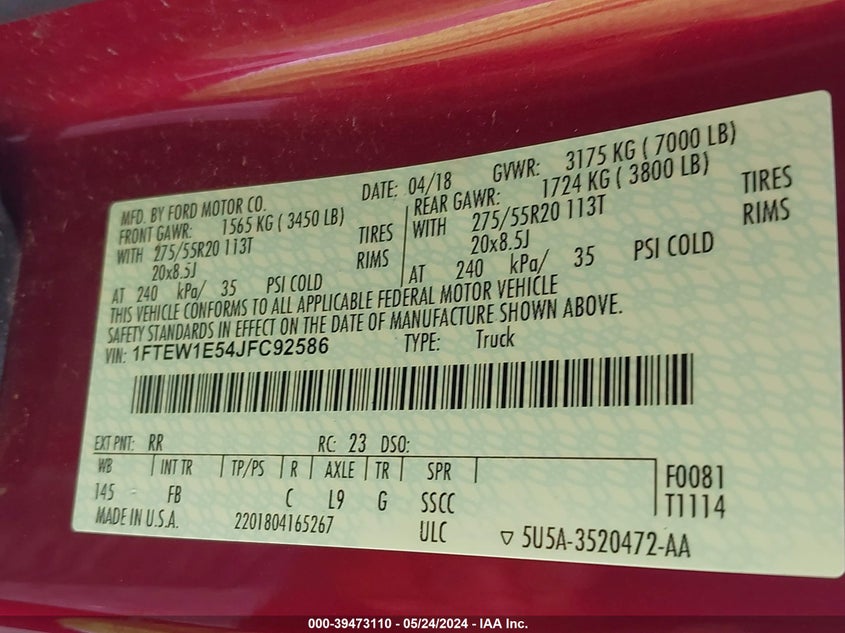 MFD. BY FORD MOTOR CO. DATE: 04/18 GVWR: 3175 KG ( 7000 LB)
FRONT GAWR: 1565 KG ( 3450 LB) REAR GAWR: 1724 KG ( 3800 LB)
WITH 275/55R20 113T TIRES WITH 275/55R20 113T TIRES
20x8.5J RIMS 20x8.5J RIMS
AT 240 kPa/ 35 PSI COLD AT 240 kPa/ 35 PSI COLD
THIS VEHICLE CONFORMS TO ALL APPLICABLE FEDERAL MOTOR VEHICLE
SAFETY STANDARDS IN EFFECT ON THE DATE OF MANUFACTURE SHOWN ABOVE.
VIN: 1FTEW1E54JFC92586 TYPE: Truck
EXT PNT: RR RC: 23 DSO:
WB INT TR TP/PS R AXLE TR SPR F0081
145 FB C L9 G SSCC T1114
MADE IN U.S.A. 2201804165267 ULC ▽ 5U5A-3520472-AA
000-39473110 - 05/24/2024 - IAA Inc.